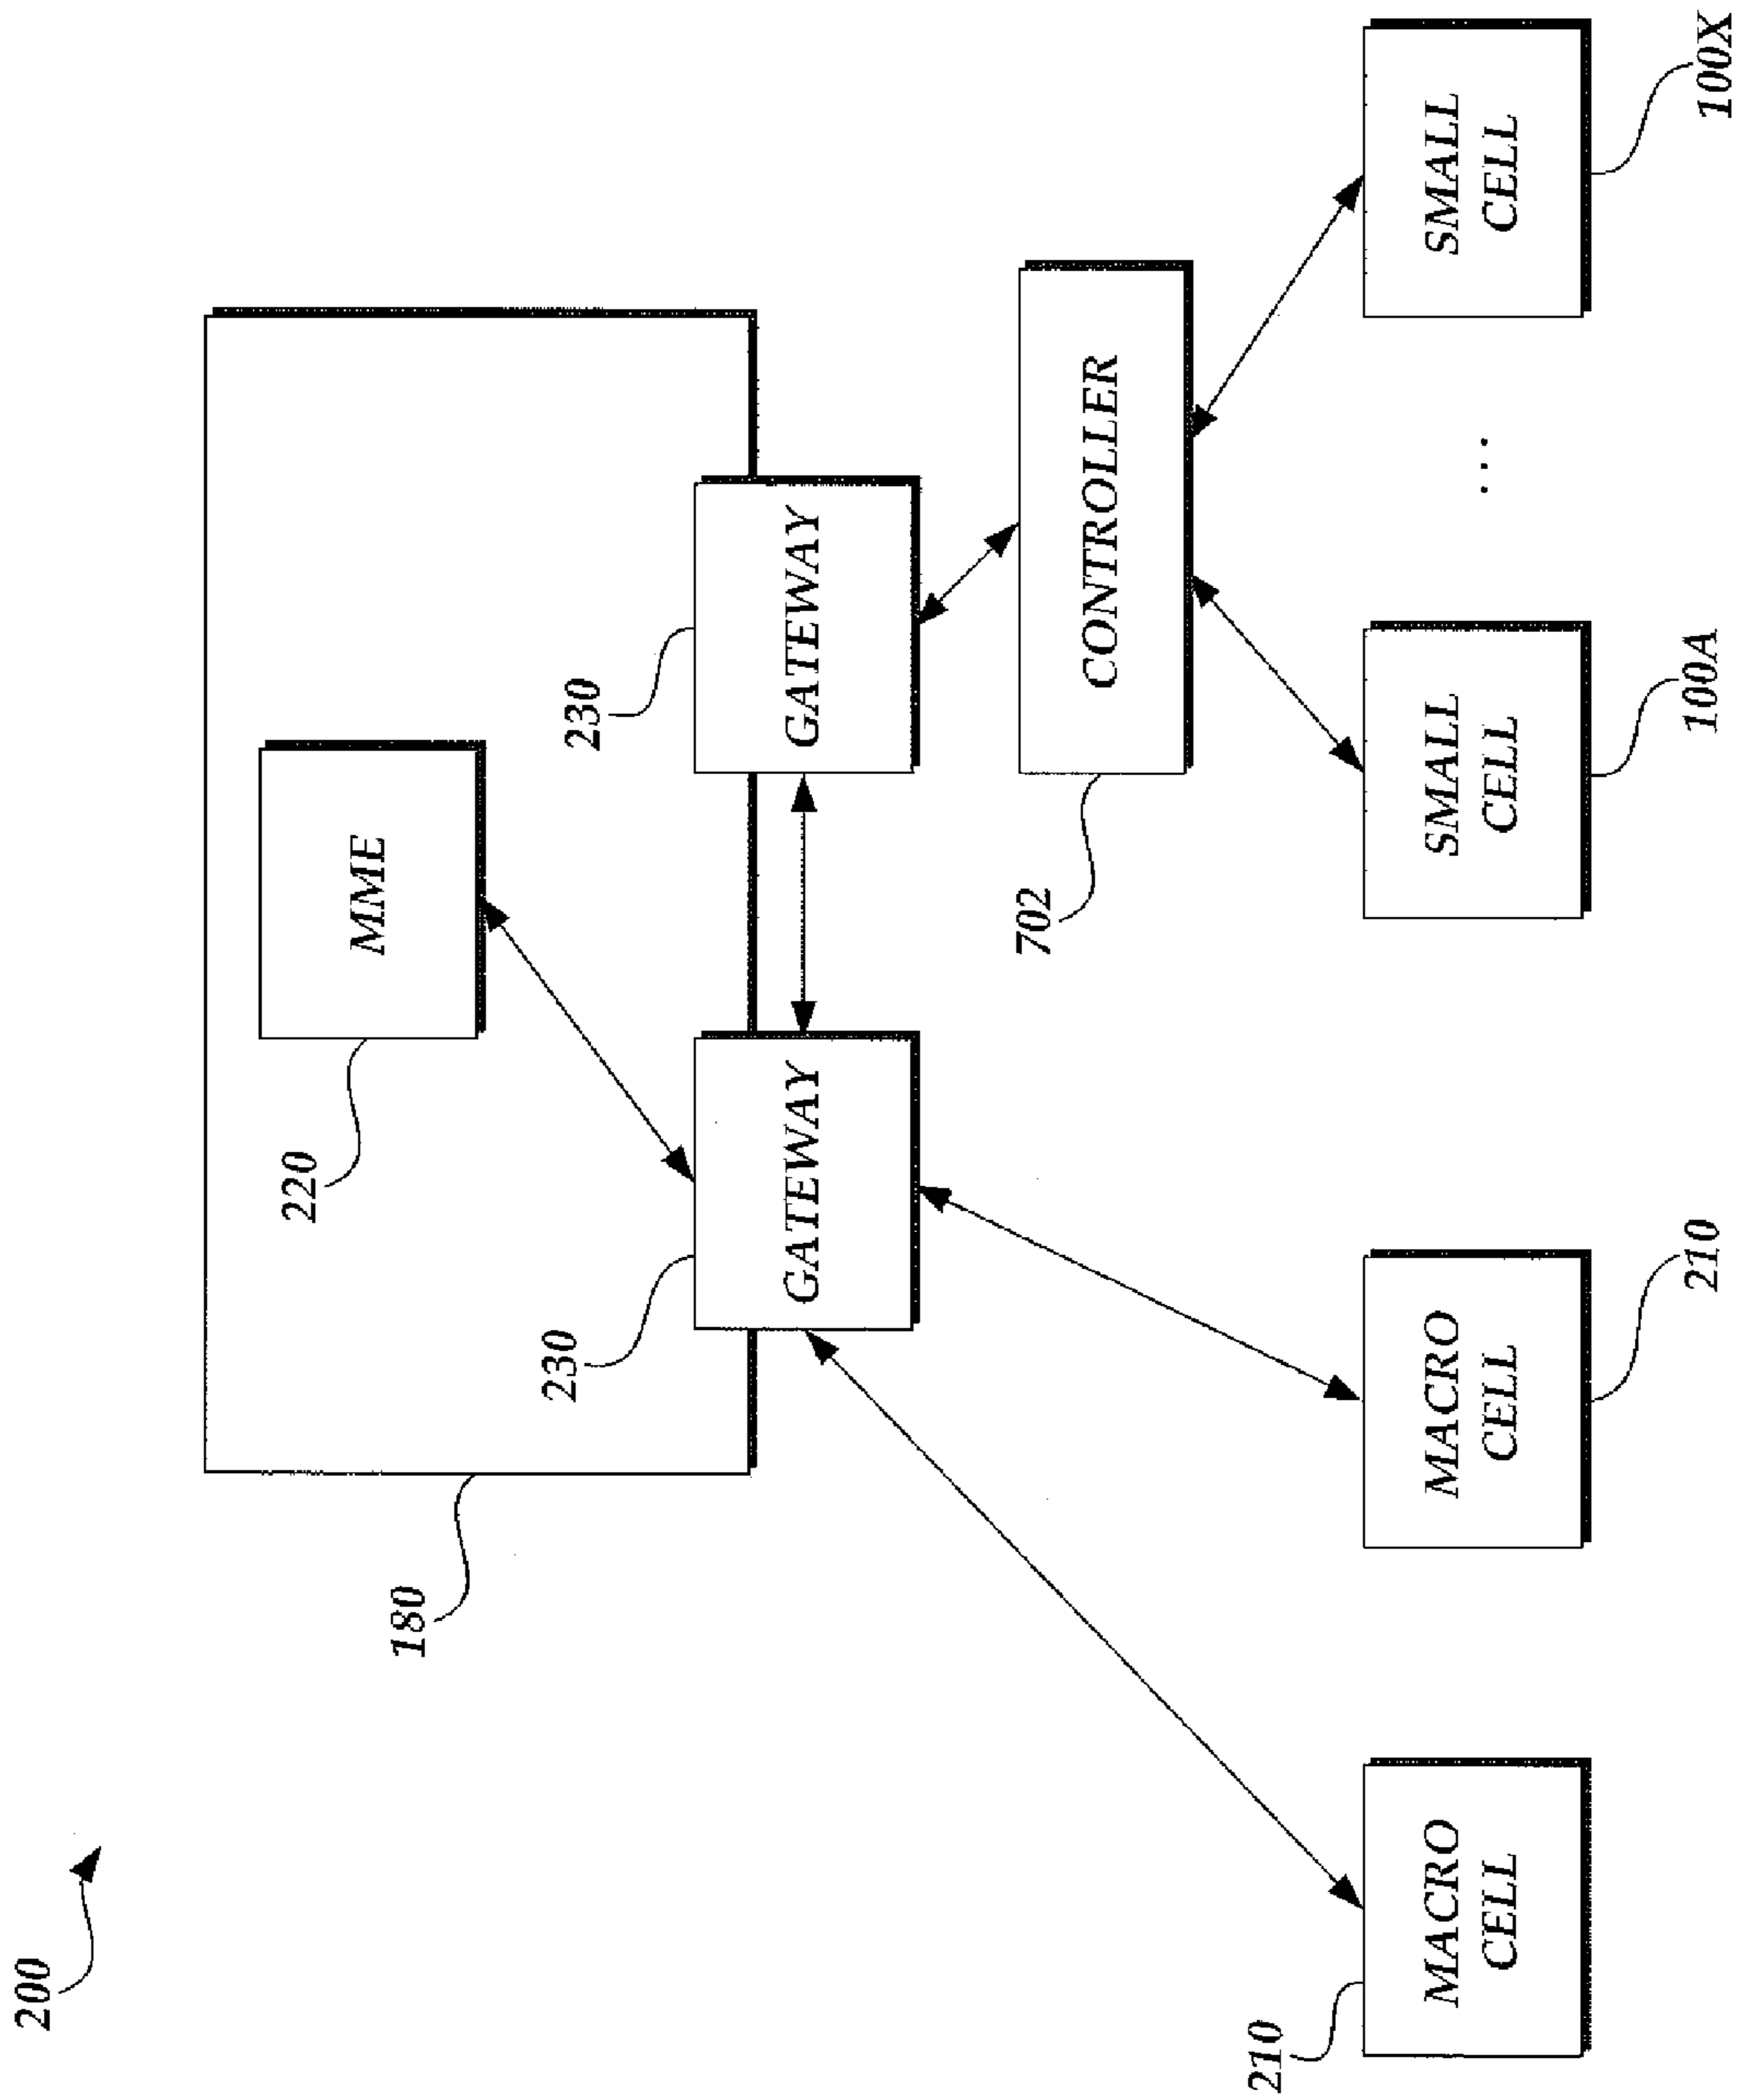 200
180
220
MME
230
GATEWAY
230
GATEWAY
702
CONTROLLER
210
MACRO
CELL
MACRO
CELL
210
SMALL
CELL
100A
...
SMALL
CELL
100X